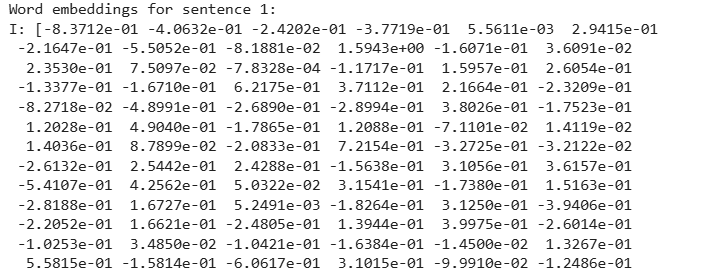 Word embeddings for sentence 1:
I: [-8.3712e-01 -4.0632e-01 -2.4202e-01 -3.7719e-01  5.5611e-03  2.9415e-01
 -2.1647e-01 -5.5052e-01 -8.1881e-02  1.5943e+00 -1.6071e-01  3.6091e-02
  2.3530e-01  7.5097e-02 -7.8328e-04 -1.1717e-01  1.5957e-01  2.6054e-01
 -1.3377e-01 -1.6710e-01  6.2175e-01  3.7112e-01  2.1664e-01 -2.3209e-01
 -8.2718e-02 -4.8991e-01 -2.6890e-01 -2.8994e-01  3.8026e-01 -1.7523e-01
  1.2028e-01  4.9040e-01 -1.7865e-01  1.2088e-01 -7.1101e-02  1.4119e-02
  1.4036e-01  8.7899e-02 -2.0833e-01  7.2154e-01 -3.2725e-01 -3.2122e-02
 -2.6132e-01  2.5442e-01  2.4288e-01 -1.5638e-01  3.1056e-01  3.6157e-01
 -5.4107e-01  4.2562e-01  5.0322e-02  3.1541e-01 -1.7380e-01  1.5163e-01
 -2.8188e-01  1.6727e-01  5.2491e-03 -1.8264e-01  3.1250e-01 -3.9406e-01
 -2.2052e-01  1.6621e-01 -2.4805e-01  1.3944e-01  3.9975e-01 -2.6014e-01
 -1.0253e-01  3.4850e-02 -1.0421e-01 -1.6384e-01 -1.4500e-02  1.3267e-01
  5.5815e-01 -1.5814e-01 -6.0617e-01  3.1015e-01 -9.9910e-02 -1.2486e-01